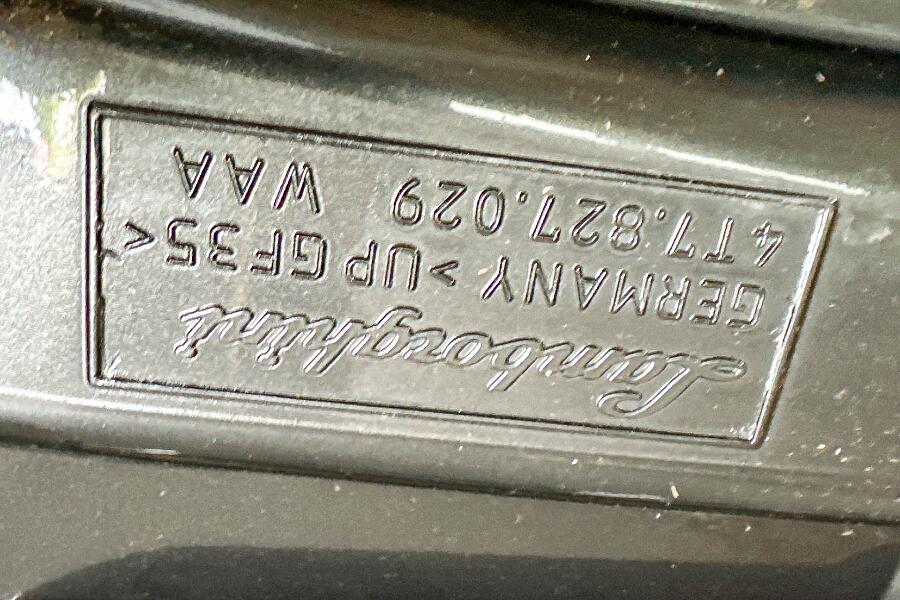 Lamborghini
GERMANY >UP GF35<
4T7.827.029 WAA